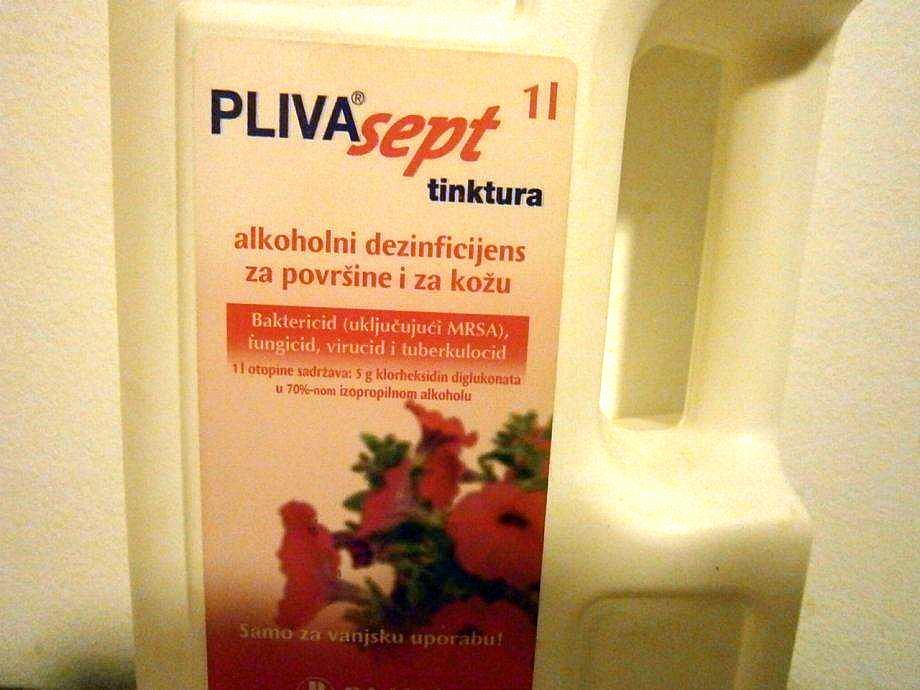 PLIVA®sept 1l
tinktura
alkoholni dezinficijens
za površine i za kožu
Baktericid (uključujući MRSA),
fungicid, virucid i tuberkulocid
1 l otopine sadržava: 5 g klorheksidin diglukonata
u 70%-nom izopropilnom alkoholu
Samo za vanjsku uporabu!